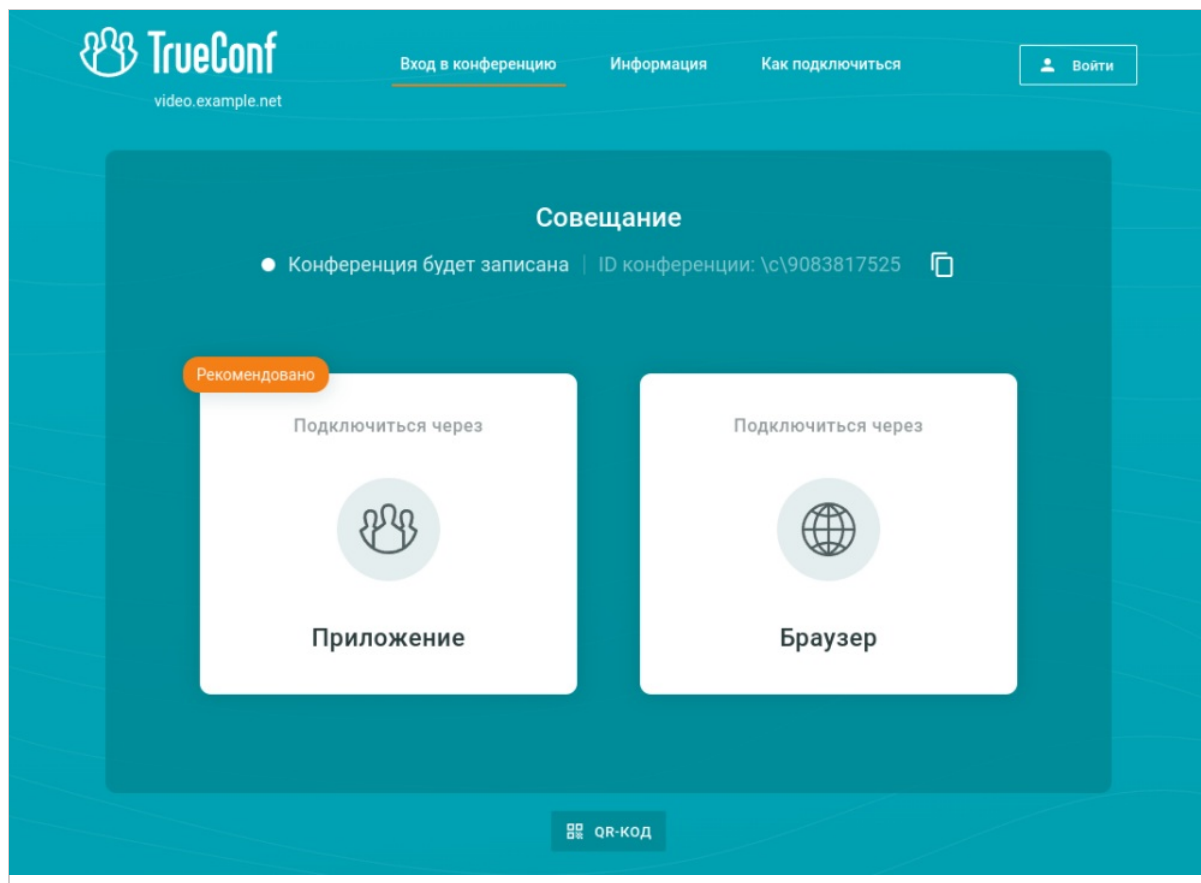 TrueConf
video.example.net
Вход в конференцию
Информация
Как подключиться
Войти
Совещание
Конференция будет записана | ID конференции: \c\9083817525
Рекомендовано
Подключиться через
Приложение
Подключиться через
Браузер
QR-КОД